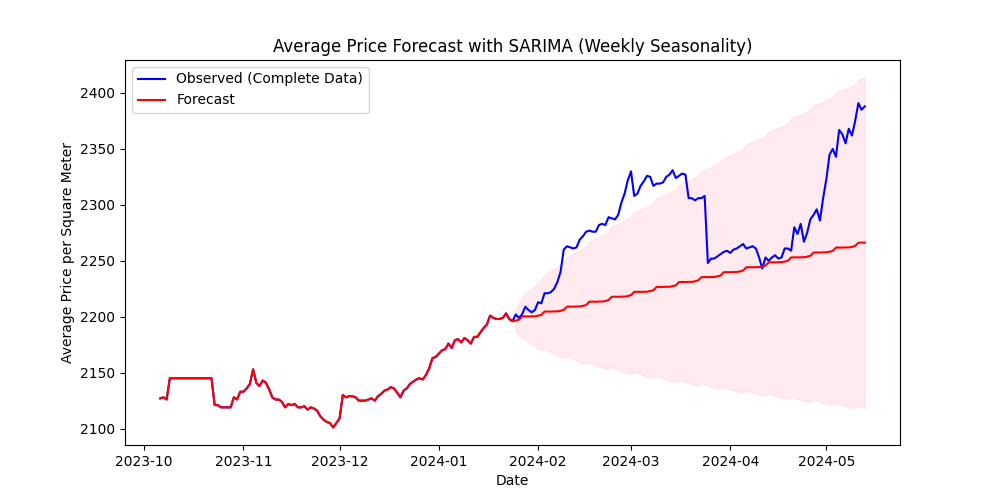 Average Price Forecast with SARIMA (Weekly Seasonality)
Observed (Complete Data)
Forecast
2400
2350
2300
2250
2200
2150
2100
Average Price per Square Meter
2023-10 2023-11 2023-12 2024-01 2024-02 2024-03 2024-04 2024-05
Date